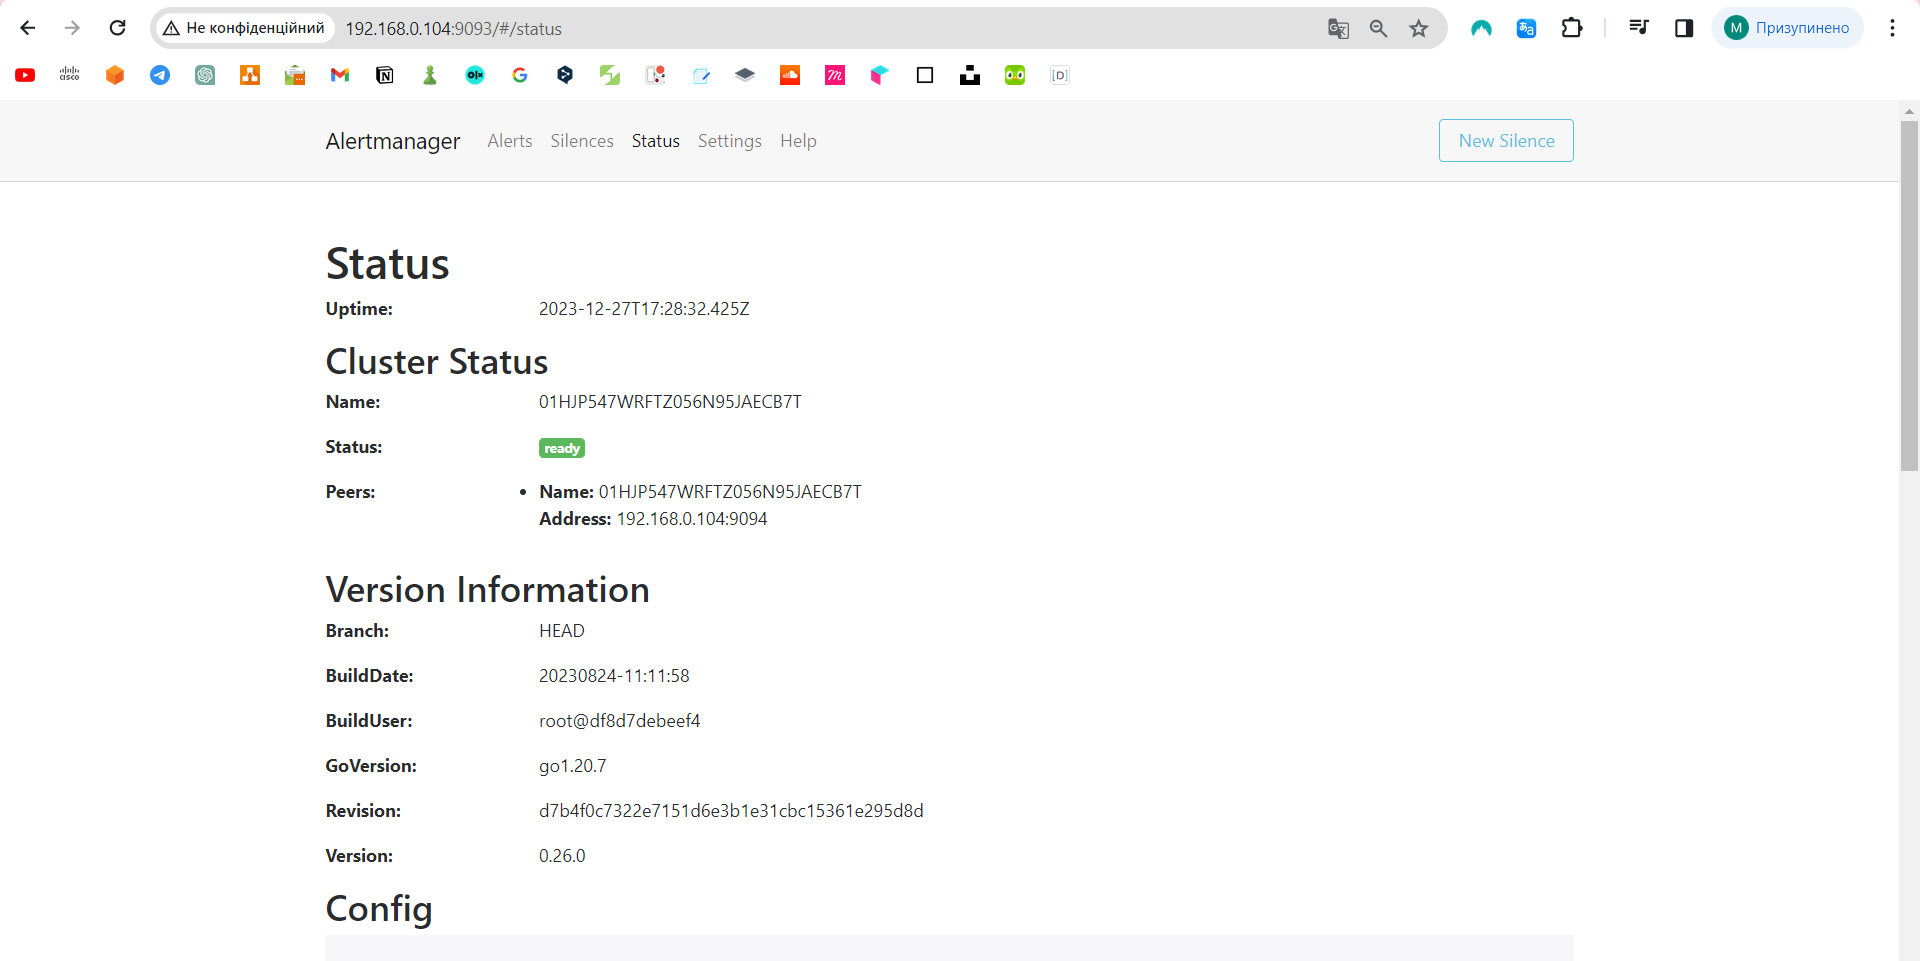 Не конфіденційний 192.168.0.104:9093/#/status M Призупинено
Alertmanager Alerts Silences Status Settings Help New Silence
Status
Uptime: 2023-12-27T17:28:32.425Z
Cluster Status
Name: 01HJP547WRFTZ056N95JAECB7T
Status: ready
Peers: • Name: 01HJP547WRFTZ056N95JAECB7T
Address: 192.168.0.104:9094
Version Information
Branch: HEAD
BuildDate: 20230824-11:11:58
BuildUser: root@df8d7debeef4
GoVersion: go1.20.7
Revision: d7b4f0c7322e7151d6e3b1e31cbc15361e295d8d
Version: 0.26.0
Config